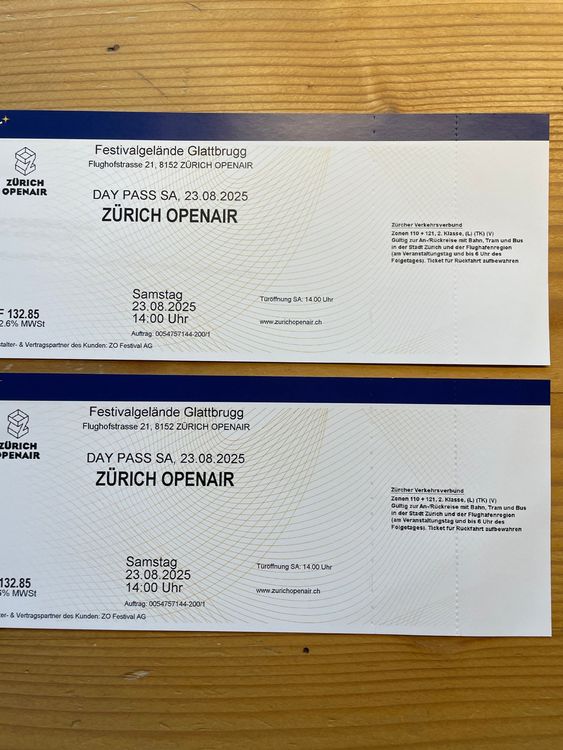 Festivalgelände Glattbrugg
Flughofstrasse 21, 8152 ZÜRICH OPENAIR
ZÜRICH
OPENAIR
DAY PASS SA, 23.08.2025
ZÜRICH OPENAIR
Zürcher Verkehrsverbund
Zonen 110 + 121, 2. Klasse, (L) (TK) (V)
Gültig zur An-/Rückreise mit Bahn, Tram und Bus
in der Stadt Zürich und der Flughafenregion
(am Veranstaltungstag und bis 6 Uhr des
Folgetages). Ticket für Rückfahrt aufbewahren
Samstag
23.08.2025
14:00 Uhr
Türöffnung SA: 14.00 Uhr
F 132.85
2.6% MWSt
www.zurichopenair.ch
Auftrag: 0054757144-200/1
stalter- & Vertragspartner des Kunden: ZO Festival AG
Festivalgelände Glattbrugg
Flughofstrasse 21, 8152 ZÜRICH OPENAIR
ZÜRICH
OPENAIR
DAY PASS SA, 23.08.2025
ZÜRICH OPENAIR
Zürcher Verkehrsverbund
Zonen 110 + 121, 2. Klasse, (L) (TK) (V)
Gültig zur An-/Rückreise mit Bahn, Tram und Bus
in der Stadt Zürich und der Flughafenregion
(am Veranstaltungstag und bis 6 Uhr des
Folgetages). Ticket für Rückfahrt aufbewahren
Samstag
23.08.2025
14:00 Uhr
Türöffnung SA: 14.00 Uhr
132.85
6% MWSt
www.zurichopenair.ch
Auftrag: 0054757144-200/1
ter- & Vertragspartner des Kunden: ZO Festival AG